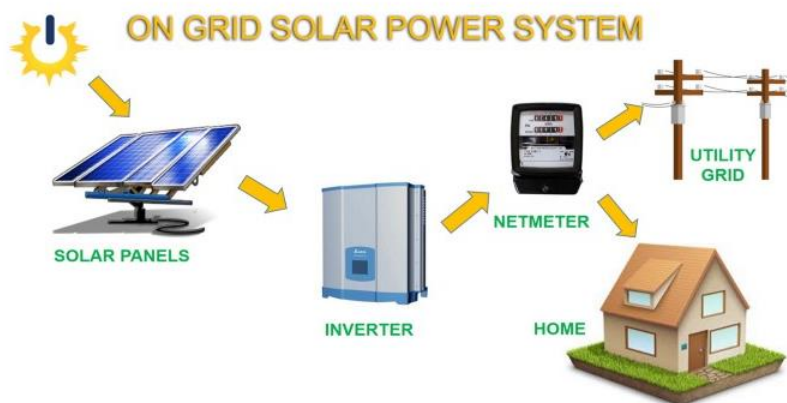 ON GRID SOLAR POWER SYSTEM
UTILITY
GRID
NETMETER
SOLAR PANELS
INVERTER
HOME